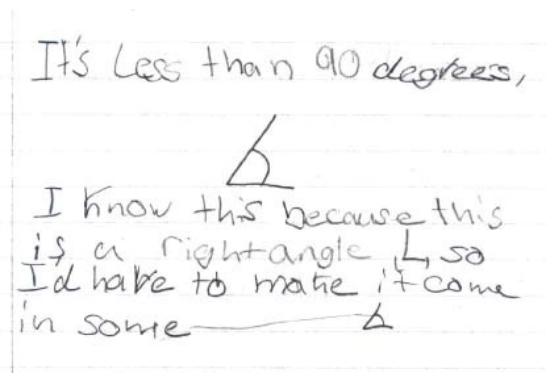 It's Less than 90 degrees,
I know this because this
is a right angle, so
I'd have to make it come
in some